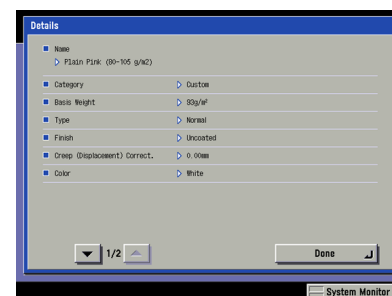 Details
Name
Plain Pink (80-105 g/m2)
Category Custom
Basis Weight 93g/m²
Type Normal
Finish Uncoated
Creep (Displacement) Correct. 0.00mm
Color White
1/2
Done
System Monitor